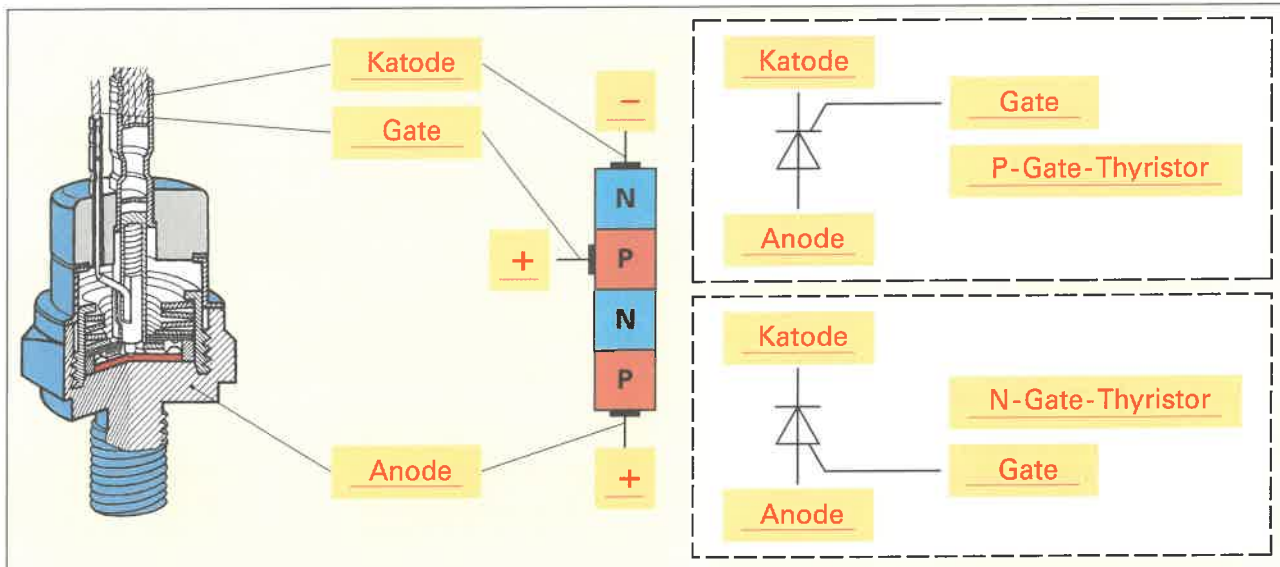 Katode
Gate
Anode
−
N
P
N
P
+
+
Katode
Gate
P-Gate-Thyristor
Anode
Katode
N-Gate-Thyristor
Gate
Anode